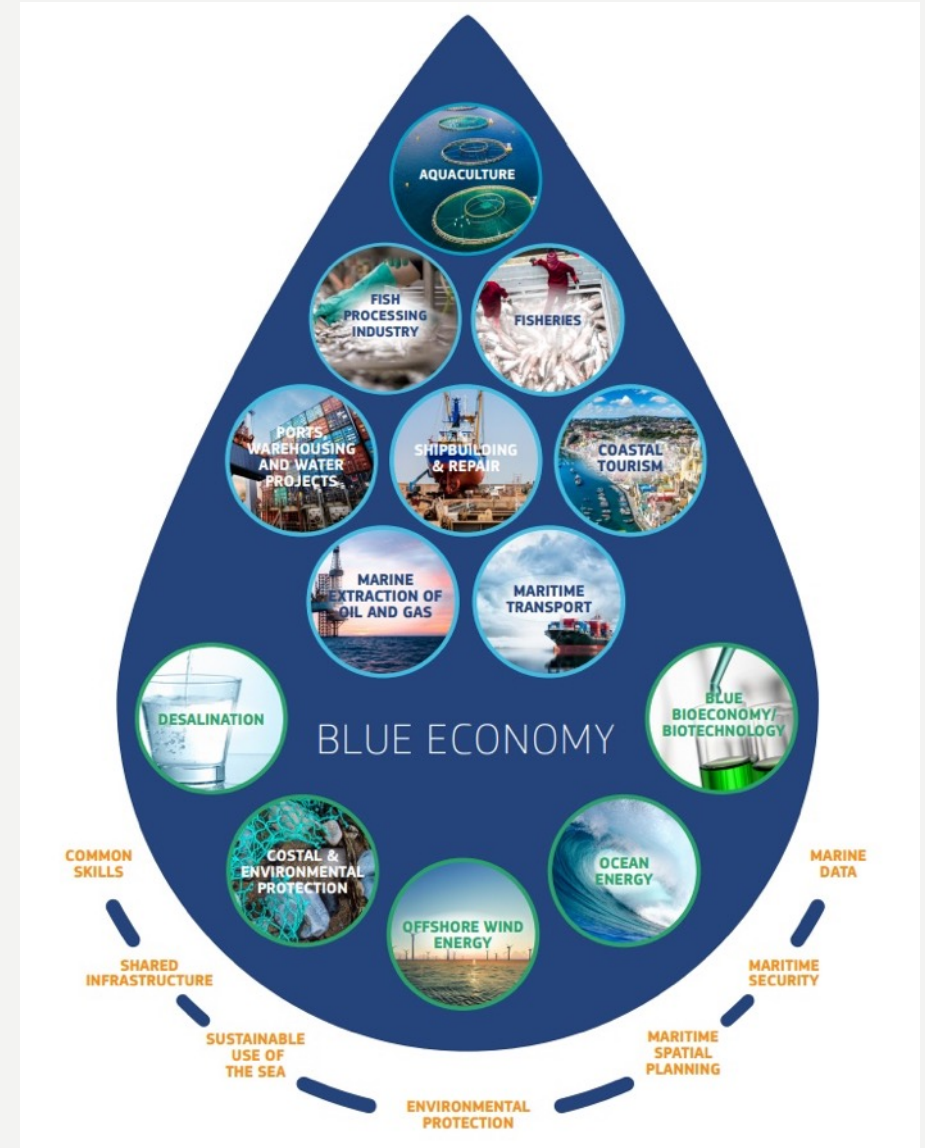 AQUACULTURE
FISH
PROCESSING
INDUSTRY
FISHERIES
PORTS,
WAREHOUSING
AND WATER
PROJECTS
SHIPBUILDING
& REPAIR
COASTAL
TOURISM
MARINE
EXTRACTION OF
OIL AND GAS
MARITIME
TRANSPORT
DESALINATION
BLUE ECONOMY
BLUE
BIOECONOMY/
BIOTECHNOLOGY
COSTAL &
ENVIRONMENTAL
PROTECTION
OFFSHORE WIND
ENERGY
OCEAN
ENERGY
COMMON
SKILLS
SHARED
INFRASTRUCTURE
SUSTAINABLE
USE OF
THE SEA
ENVIRONMENTAL
PROTECTION
MARITIME
SPATIAL
PLANNING
MARITIME
SECURITY
MARINE
DATA